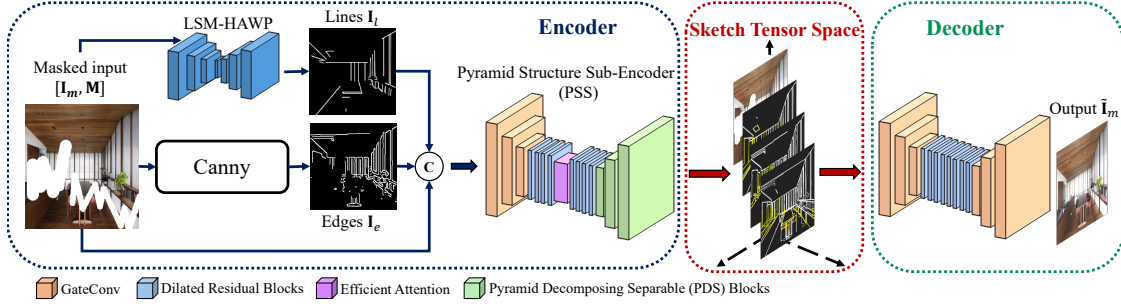 LSM-HAWP
Lines I_l
Encoder
Sketch Tensor Space
Decoder
Masked input
[I_m, M]
Pyramid Structure Sub-Encoder
(PSS)
Output Ĩ_m
Canny
C
Edges I_e
GateConv
Dilated Residual Blocks
Efficient Attention
Pyramid Decomposing Separable (PDS) Blocks